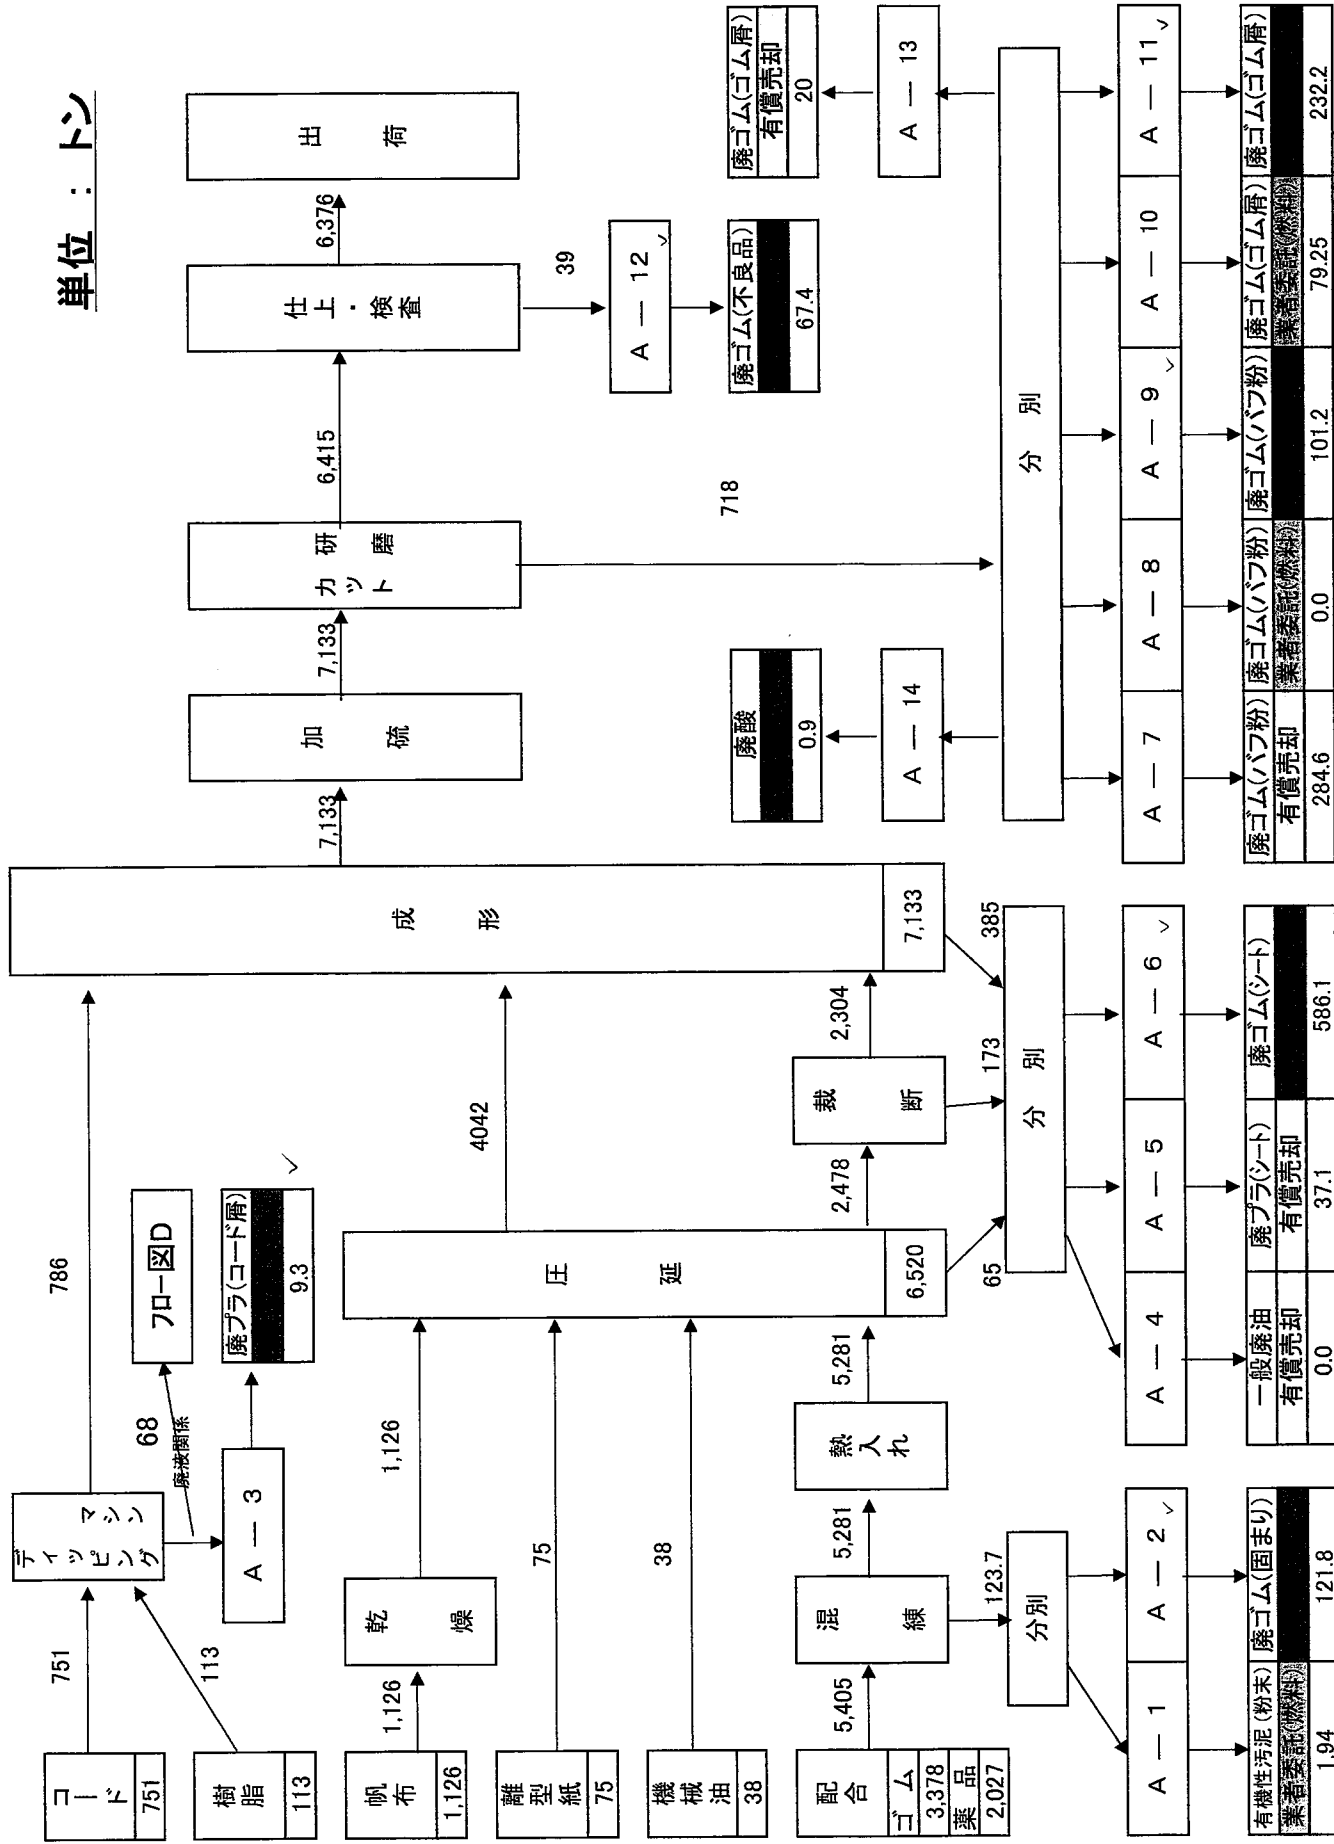 単位：トン
コード
751
樹脂
113
帆布
1,126
離型紙
75
機械油
38
配合
ゴム
3,378
薬品
2,027
751
113
ディッピング
マシン
786
68
廃液関係
フロー図D
A － 3
廃プラ(コード屑)
9.3
1,126
乾燥
1,126
75
38
5,405
混練
5,281
熱入れ
5,281
圧延
6,520
4042
2,478
裁断
2,304
成形
7,133
7,133
加硫
7,133
研磨
カット
6,415
仕上・検査
6,376
出荷
39
A － 12
廃ゴム(不良品)
67.4
718
123.7
分別
A － 1
A － 2
有機性汚泥(粉末)
業者委託(燃料)
1.94
廃ゴム(固まり)
121.8
65
173
385
分別
A － 4
A － 5
A － 6
一般廃油
有償売却
0.0
廃プラ(シート)
有償売却
37.1
廃ゴム(シート)
586.1
分別
A － 14
廃酸
0.9
A － 13
廃ゴム(ゴム屑)
有償売却
20
A － 7
A － 8
A － 9
A － 10
A － 11
廃ゴム(バフ粉)
有償売却
284.6
廃ゴム(バフ粉)
業者委託(燃料)
0.0
廃ゴム(バフ粉)
101.2
廃ゴム(ゴム屑)
業者委託(燃料)
79.25
廃ゴム(ゴム屑)
232.2